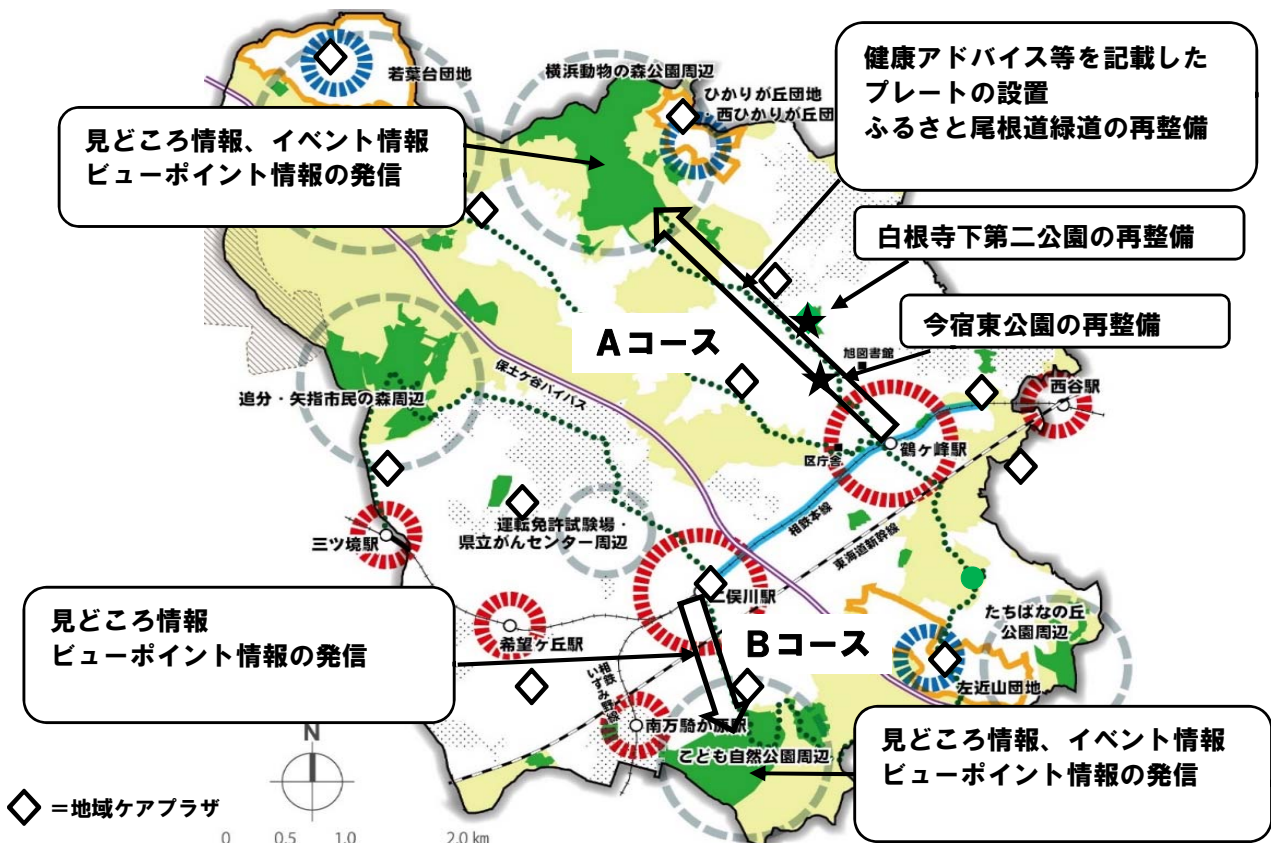 若葉台団地
横浜動物の森公園周辺
ひかりが丘団地
・西ひかりが丘団
健康アドバイス等を記載した
プレートの設置
ふるさと尾根道緑道の再整備
見どころ情報、イベント情報
ビューポイント情報の発信
白根寺下第二公園の再整備
今宿東公園の再整備
Aコース
旭図書館
西谷駅
保土ケ谷バイパス
追分・矢指市民の森周辺
鶴ケ峰駅
区庁舎
相鉄本線
東海道新幹線
運転免許試験場・
県立がんセンター周辺
三ツ境駅
二俣川駅
たちばなの丘
公園周辺
見どころ情報
ビューポイント情報の発信
希望ケ丘駅
Bコース
左近山団地
相鉄
いずみ野線
南万騎が原駅
こども自然公園周辺
見どころ情報、イベント情報
ビューポイント情報の発信
N
=地域ケアプラザ
0 0.5 1.0 2.0 km